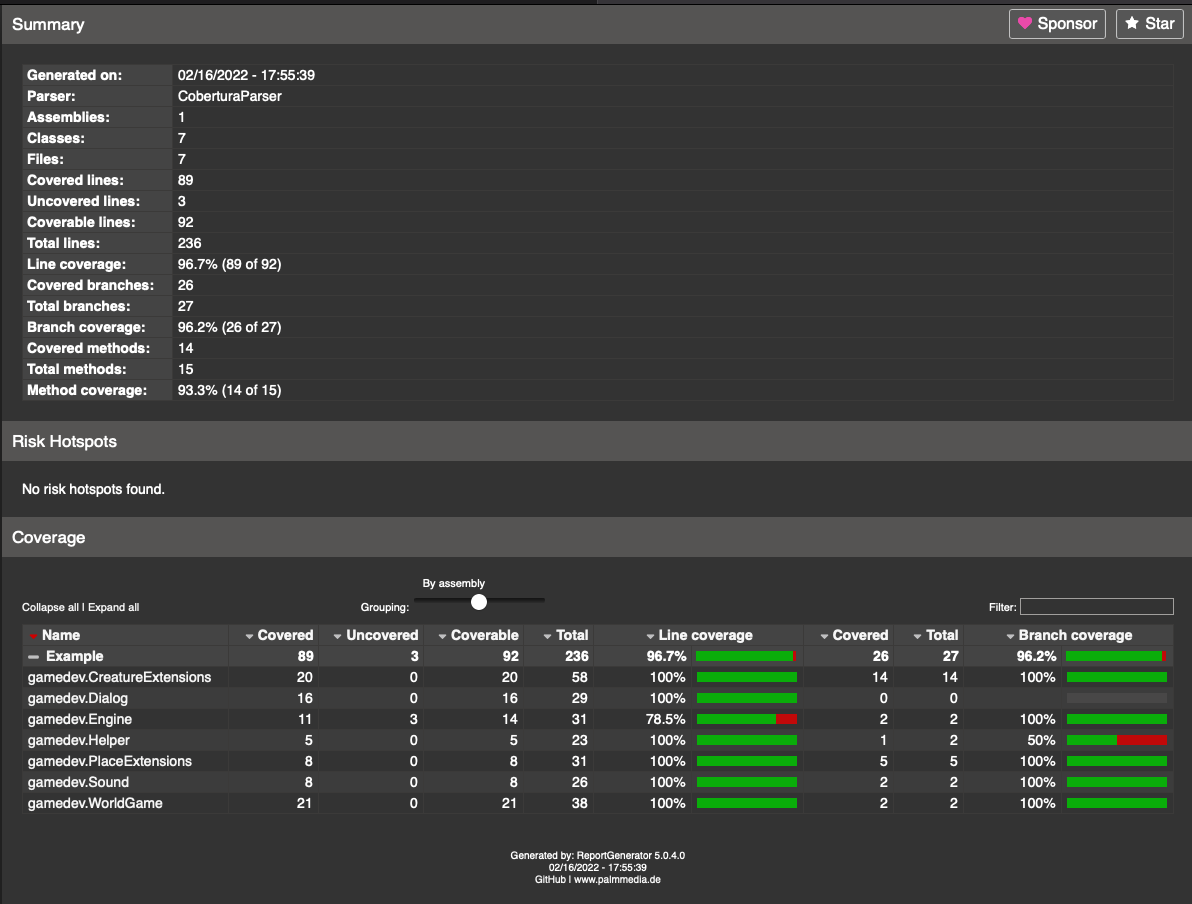 Summary
Sponsor
Star
Generated on: 02/16/2022 - 17:55:39
Parser: CoberturaParser
Assemblies: 1
Classes: 7
Files: 7
Covered lines: 89
Uncovered lines: 3
Coverable lines: 92
Total lines: 236
Line coverage: 96.7% (89 of 92)
Covered branches: 26
Total branches: 27
Branch coverage: 96.2% (26 of 27)
Covered methods: 14
Total methods: 15
Method coverage: 93.3% (14 of 15)
Risk Hotspots
No risk hotspots found.
Coverage
By assembly
Collapse all | Expand all
Grouping:
Filter:
Name Covered Uncovered Coverable Total Line coverage Covered Total Branch coverage
Example 89 3 92 236 96.7% 26 27 96.2%
gamedev.CreatureExtensions 20 0 20 58 100% 14 14 100%
gamedev.Dialog 16 0 16 29 100% 0 0
gamedev.Engine 11 3 14 31 78.5% 2 2 100%
gamedev.Helper 5 0 5 23 100% 1 2 50%
gamedev.PlaceExtensions 8 0 8 31 100% 5 5 100%
gamedev.Sound 8 0 8 26 100% 2 2 100%
gamedev.WorldGame 21 0 21 38 100% 2 2 100%
Generated by: ReportGenerator 5.0.4.0
02/16/2022 - 17:55:39
GitHub | www.palmmedia.de